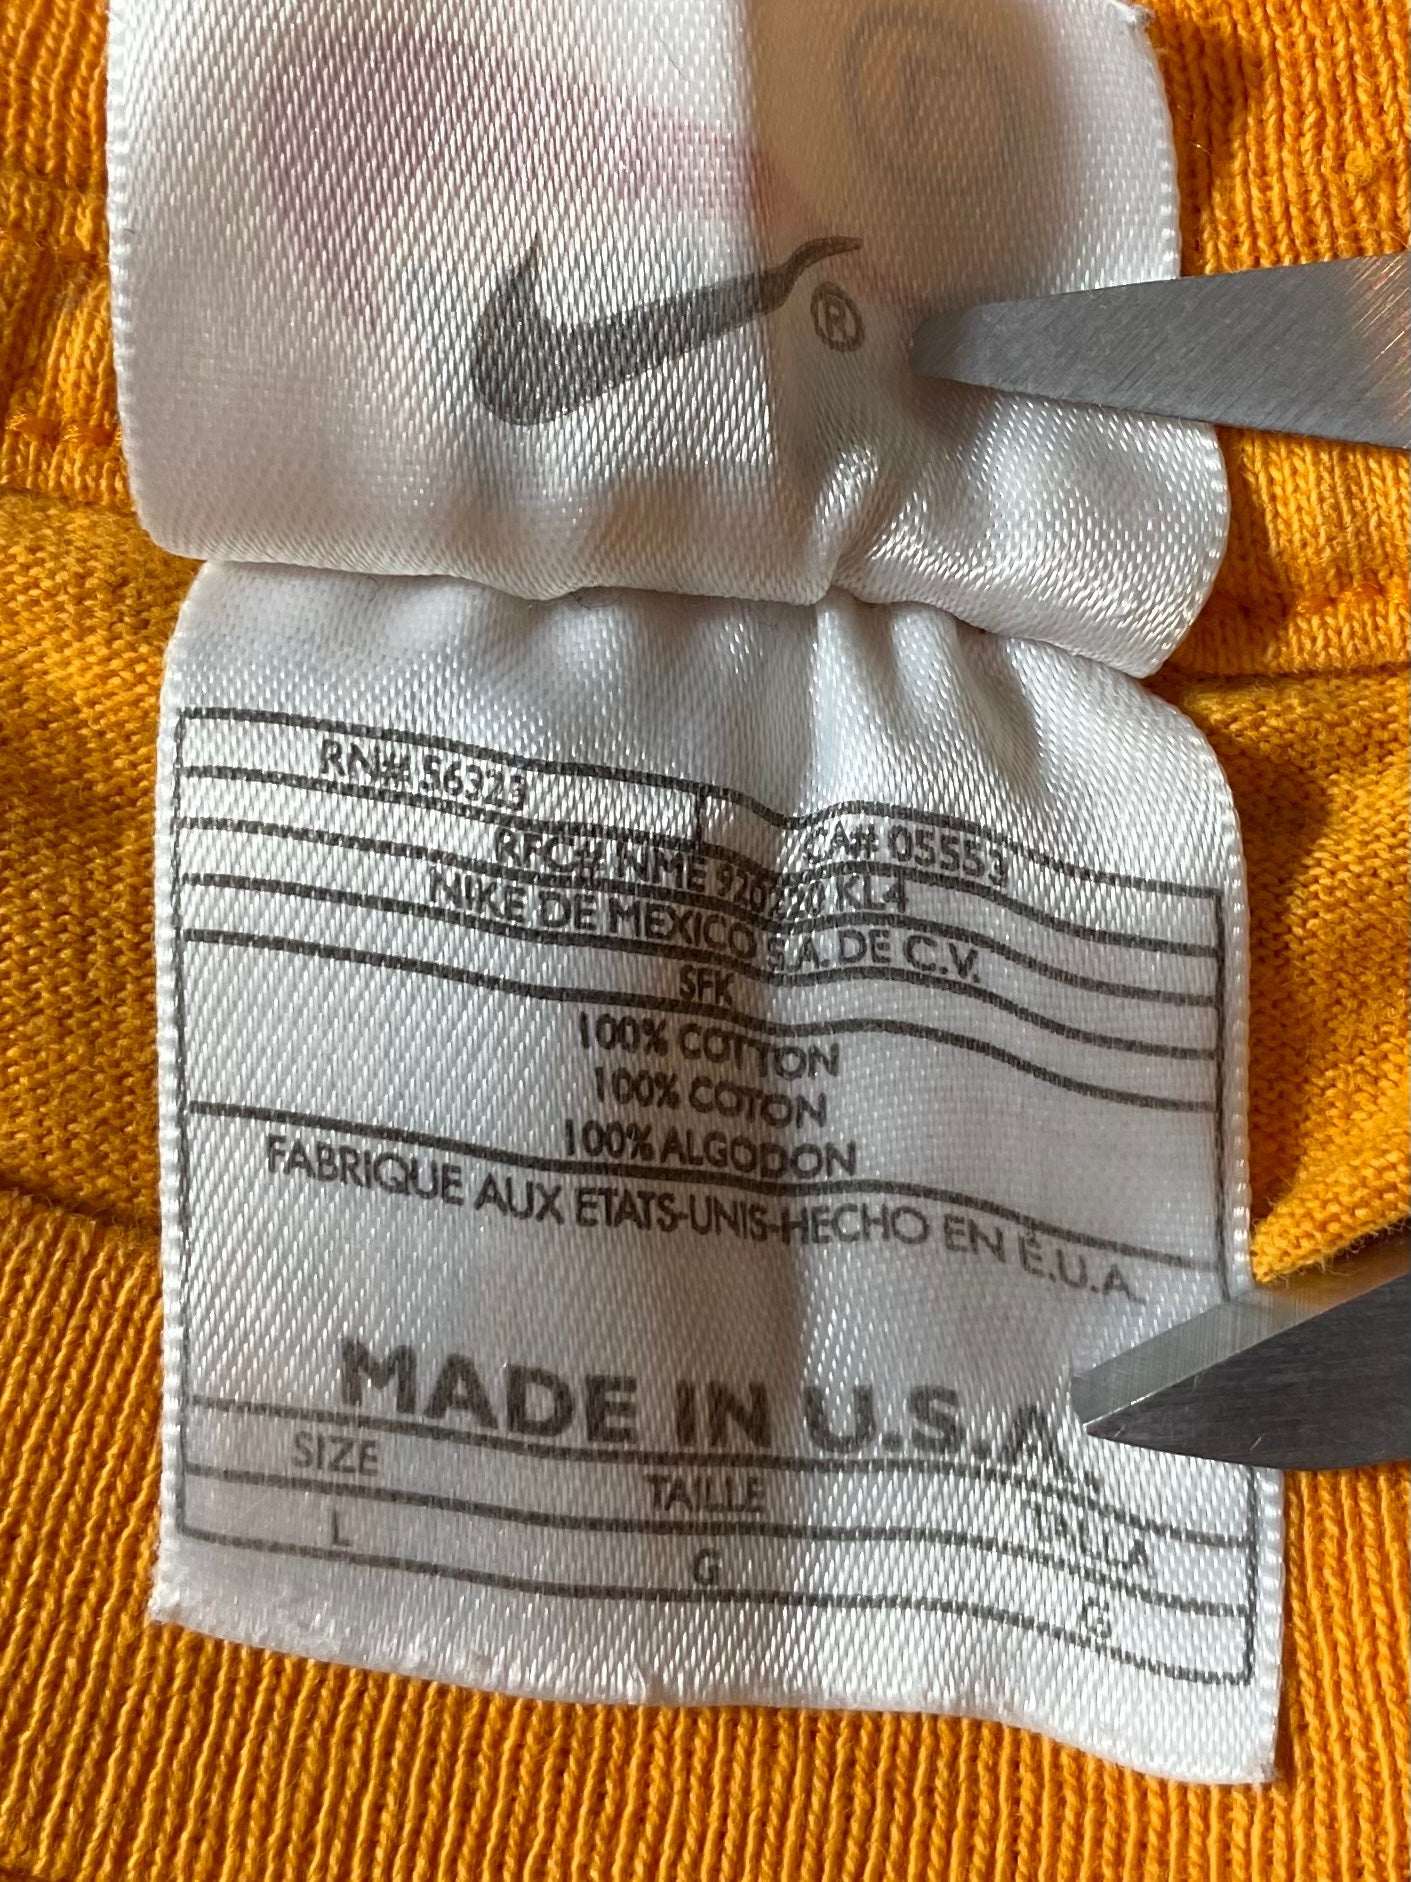 ®
RN# 56323 CA# 05553
RFC# NME 920 KL4
NIKE DE MEXICO S.A. DE C.V.
SFK
100% COTTON
100% COTON
100% ALGODON
FABRIQUE AUX ETATS-UNIS-HECHO EN E.U.A.
MADE IN U.S.A.
SIZE TAILLE TALLA
L G G